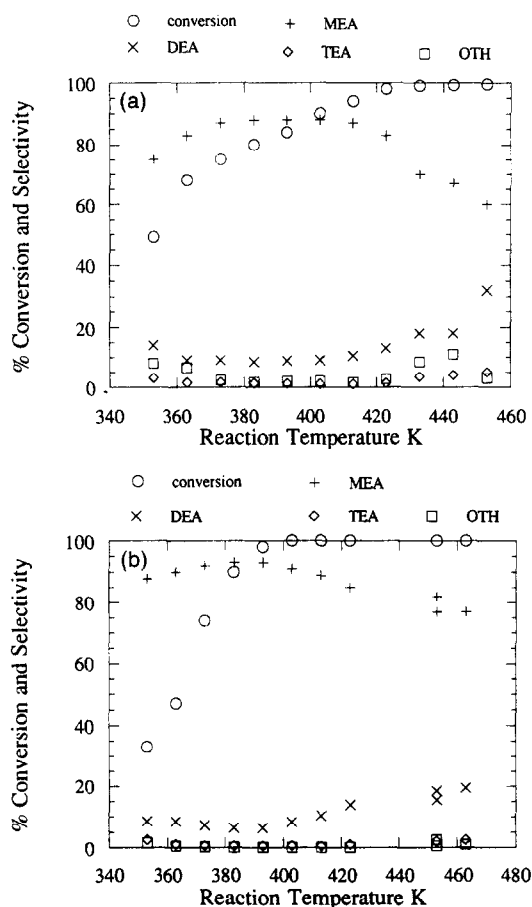 conversion MEA
DEA TEA OTH
100
(a)
80
60
40
20
0
340 360 380 400 420 440 460
% Conversion and Selectivity
Reaction Temperature K
conversion MEA
DEA TEA OTH
100
(b)
80
60
40
20
0
340 360 380 400 420 440 460 480
% Conversion and Selectivity
Reaction Temperature K